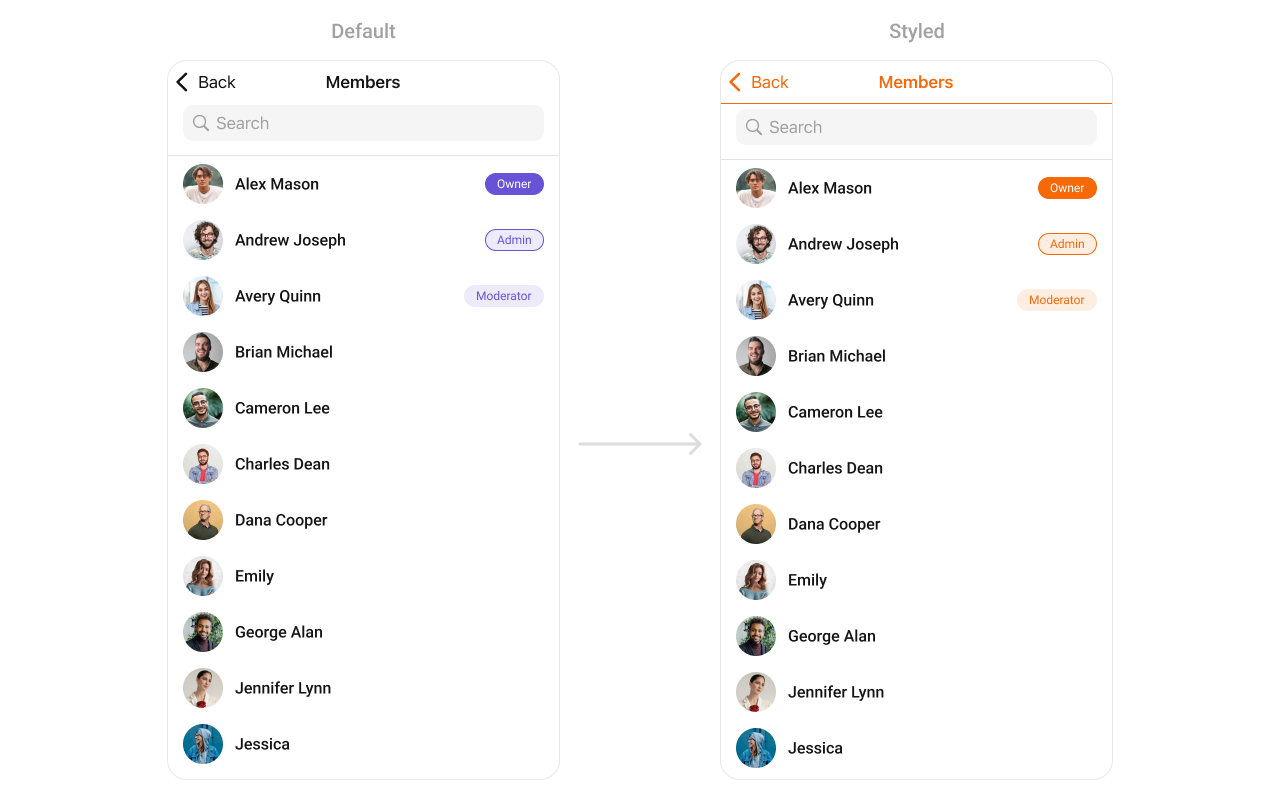 Default
Back Members
Search
Alex Mason Owner
Andrew Joseph Admin
Avery Quinn Moderator
Brian Michael
Cameron Lee
Charles Dean
Dana Cooper
Emily
George Alan
Jennifer Lynn
Jessica
Styled
Back Members
Search
Alex Mason Owner
Andrew Joseph Admin
Avery Quinn Moderator
Brian Michael
Cameron Lee
Charles Dean
Dana Cooper
Emily
George Alan
Jennifer Lynn
Jessica